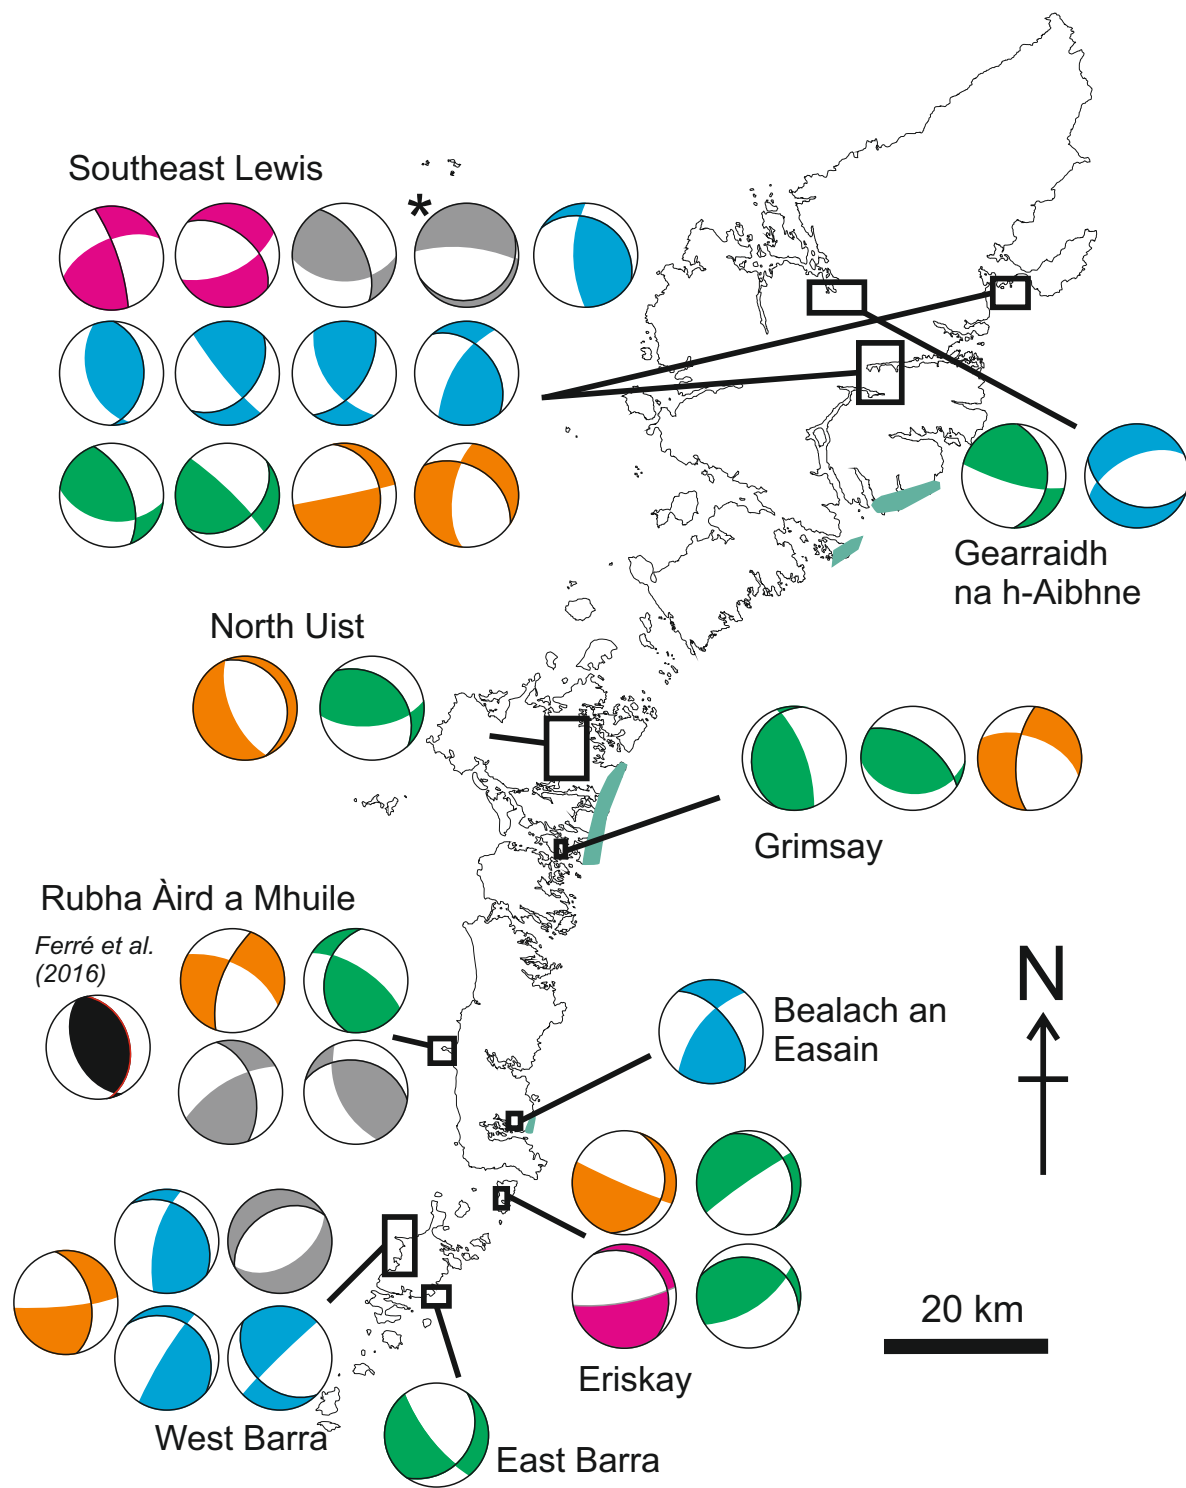 Southeast Lewis
*
Gearraidh
na h-Aibhne
North Uist
Grimsay
Rubha Àird a Mhuile
Ferré et al.
(2016)
N
Bealach an
Easain
20 km
Eriskay
West Barra
East Barra